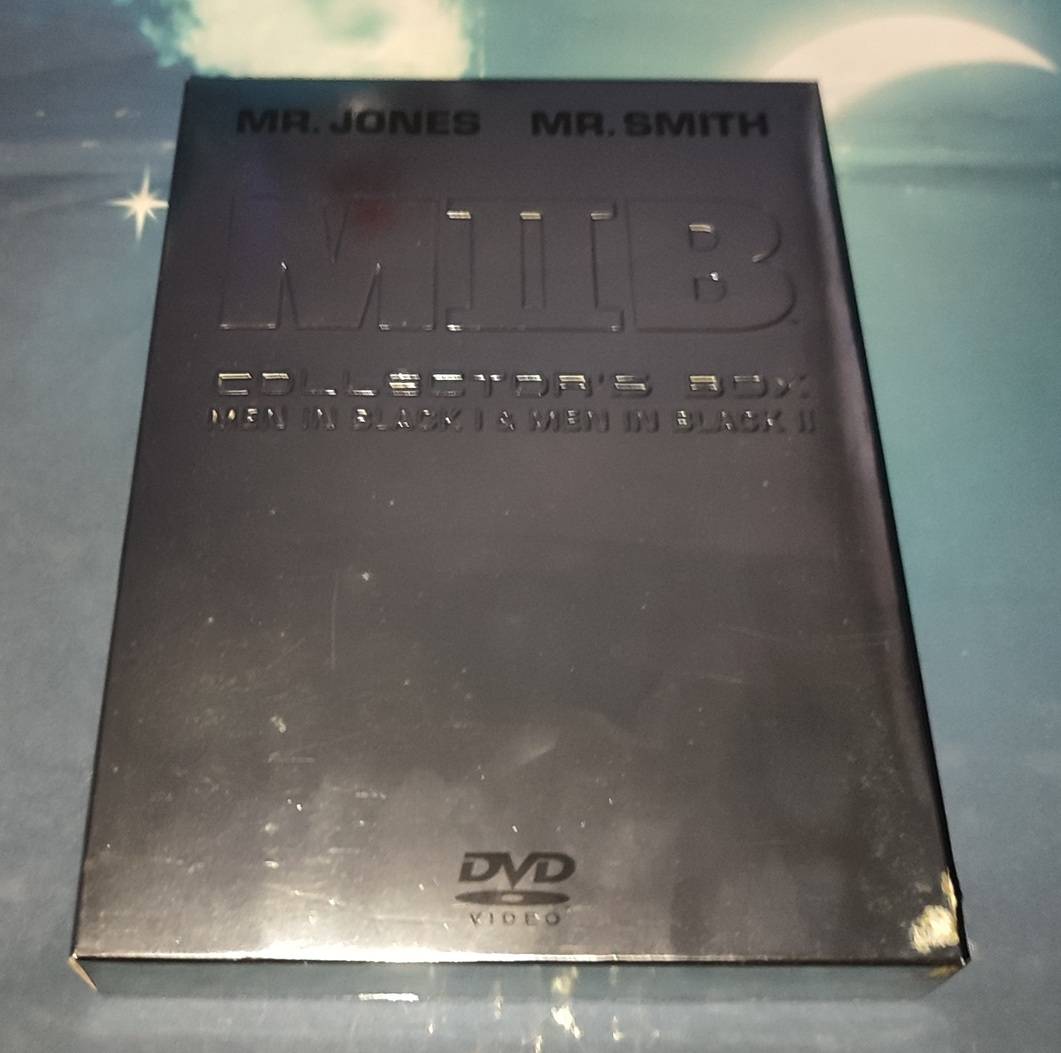 MR. JONES MR. SMITH
MIIB
COLLECTOR'S BOX
MEN IN BLACK I & MEN IN BLACK II
DVD
VIDEO